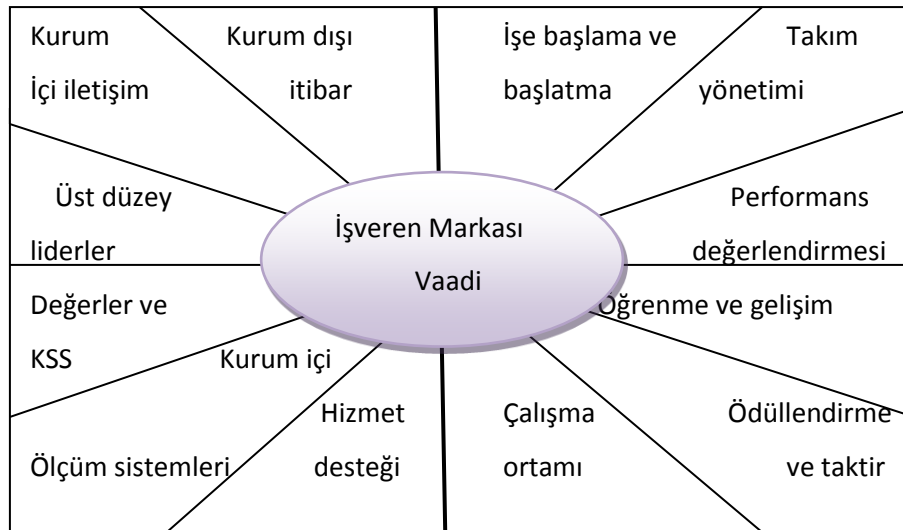 Kurum
İçi iletişim
Kurum dışı
itibar
İşe başlama ve
başlatma
Takım
yönetimi
Üst düzey
liderler
Performans
değerlendirmesi
İşveren Markası
Vaadi
Değerler ve
KSS
Öğrenme ve gelişim
Kurum içi
Ölçüm sistemleri
Hizmet
desteği
Çalışma
ortamı
Ödüllendirme
ve taktir